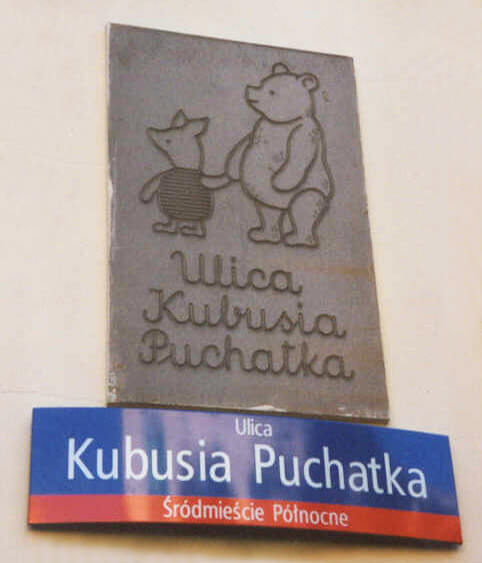 Ulica
Kubusia
Puchatka
Ulica
Kubusia Puchatka
Śródmieście Północne